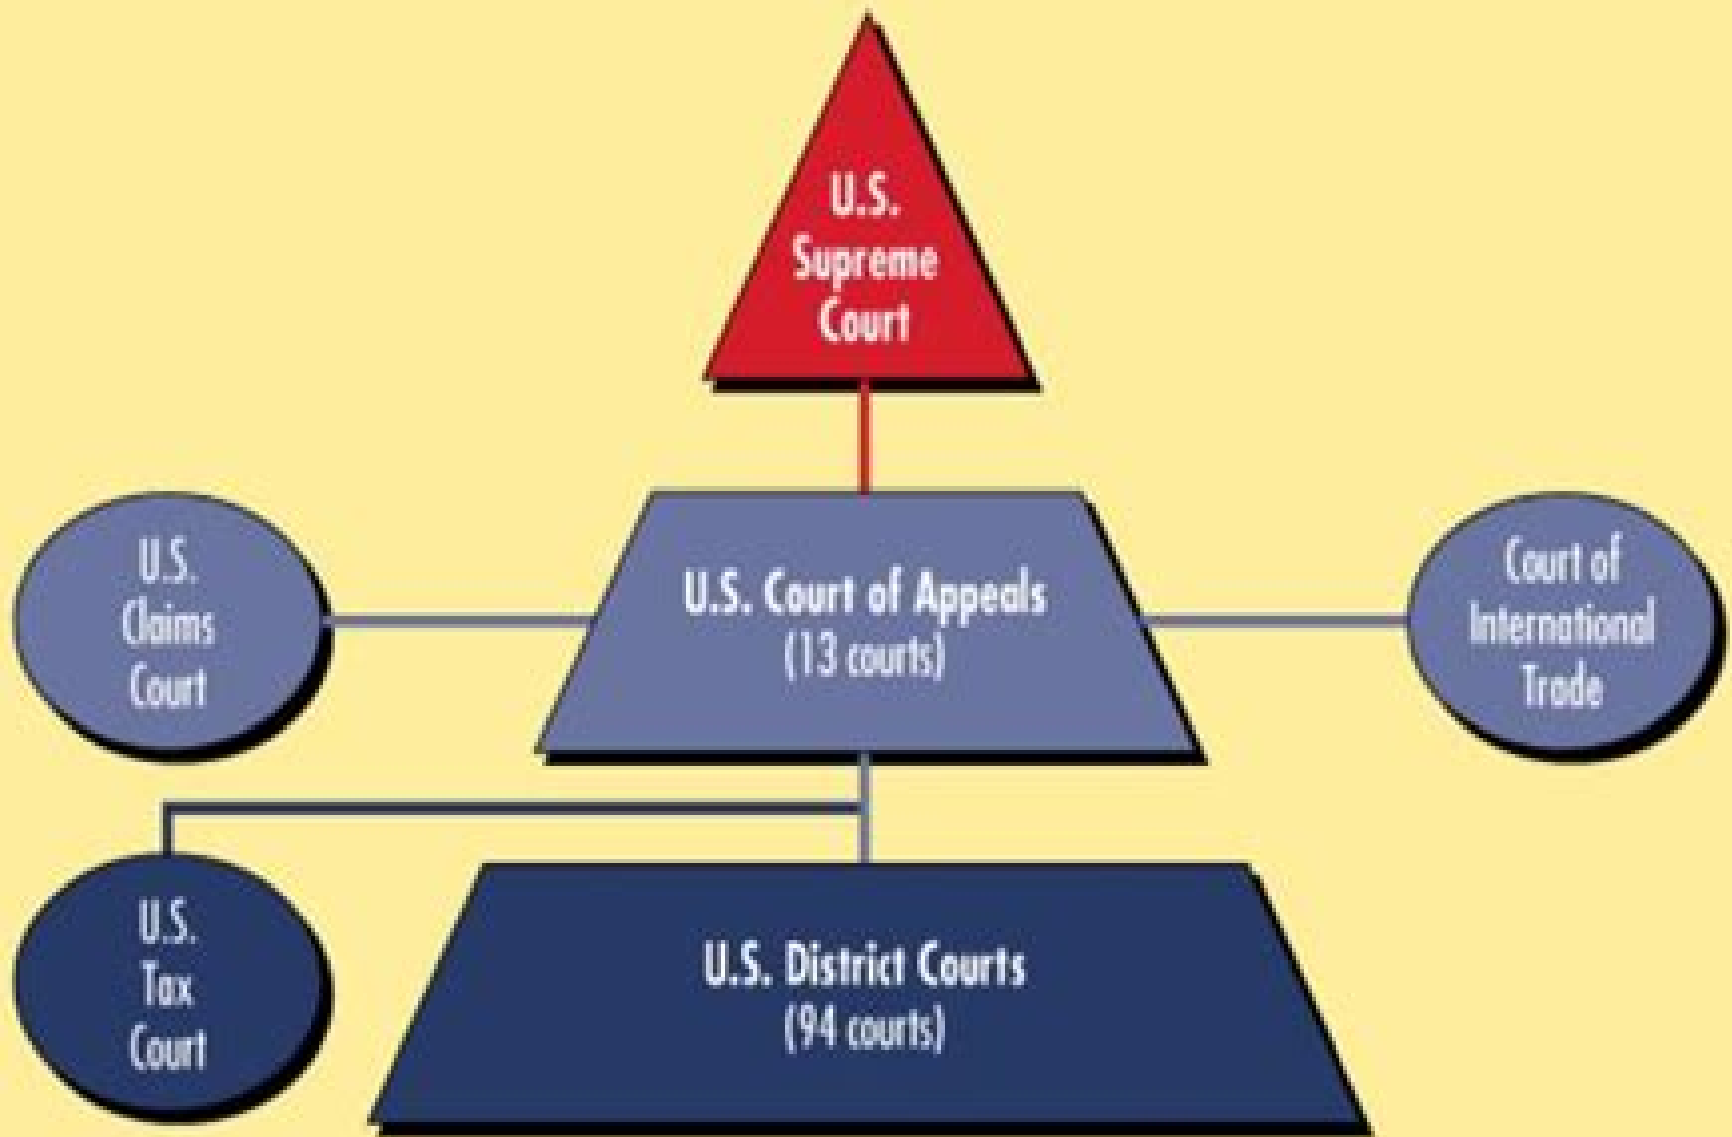 U.S.
Supreme
Court
U.S.
Claims
Court
U.S. Court of Appeals
(13 courts)
Court of
International
Trade
U.S.
Tax
Court
U.S. District Courts
(94 courts)